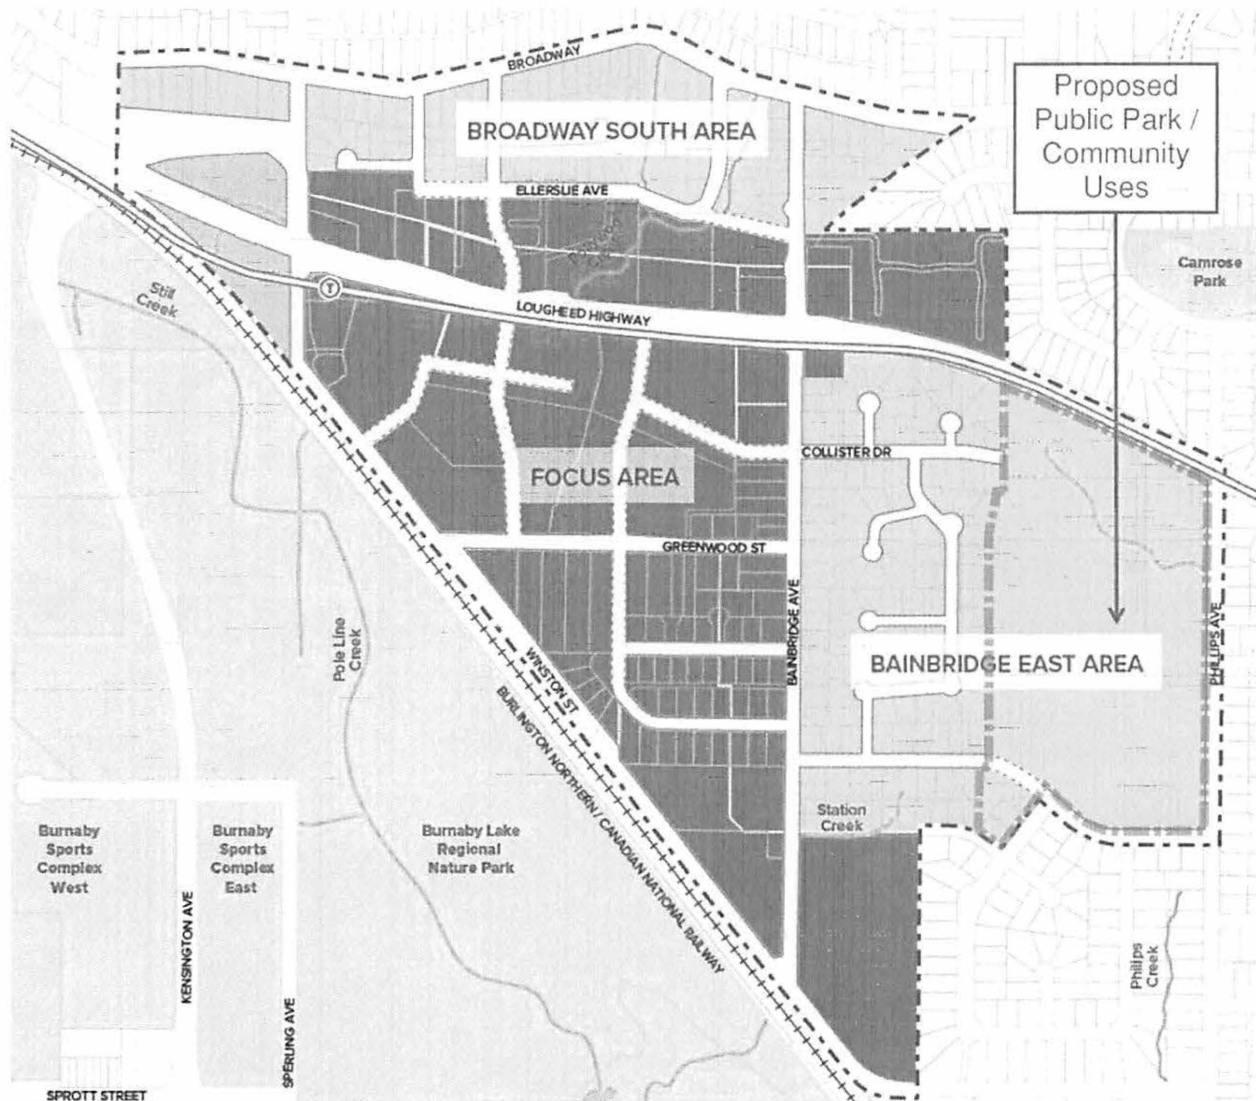 BROADWAY
Proposed
Public Park /
Community
Uses
BROADWAY SOUTH AREA
ELLERSLIE AVE
Camrose
Park
Still
Creek
T
LOUGHEED HIGHWAY
COLLISTER DR
FOCUS AREA
GREENWOOD ST
BAINBRIDGE AVE
PHILLIPS AVE
Pole Line
Creek
WINSTON ST
BAINBRIDGE EAST AREA
BURLINGTON NORTHERN / CANADIAN NATIONAL RAILWAY
Station
Creek
Burnaby
Sports
Complex
West
Burnaby
Sports
Complex
East
Burnaby Lake
Regional
Nature Park
KENSINGTON AVE
SPERLING AVE
Phillips
Creek
SPROTT STREET